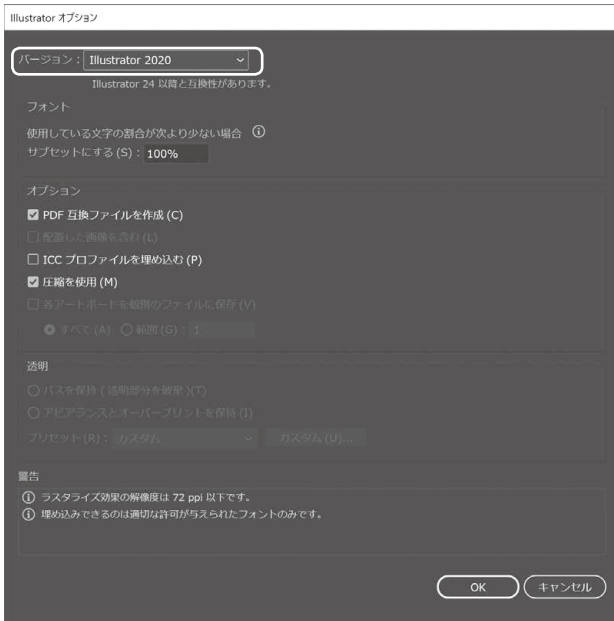 Illustrator オプション
バージョン : Illustrator 2020
Illustrator 24 以降と互換性があります。
フォント
使用している文字の割合が次より少ない場合
サブセットにする (S) : 100%
オプション
PDF 互換ファイルを作成 (C)
配置した画像を含む (L)
ICC プロファイルを埋め込む (P)
圧縮を使用 (M)
各アートボードを個別のファイルに保存 (V)
すべて (A) 範囲 (G) : 1
透明
パスを保持 ( 透明部分を破棄 )(T)
アピアランスとオーバープリントを保持 (I)
プリセット (R) : カスタム カスタム (U)...
警告
ラスタライズ効果の解像度は 72 ppi 以下です。
埋め込みできるのは適切な許可が与えられたフォントのみです。
OK キャンセル